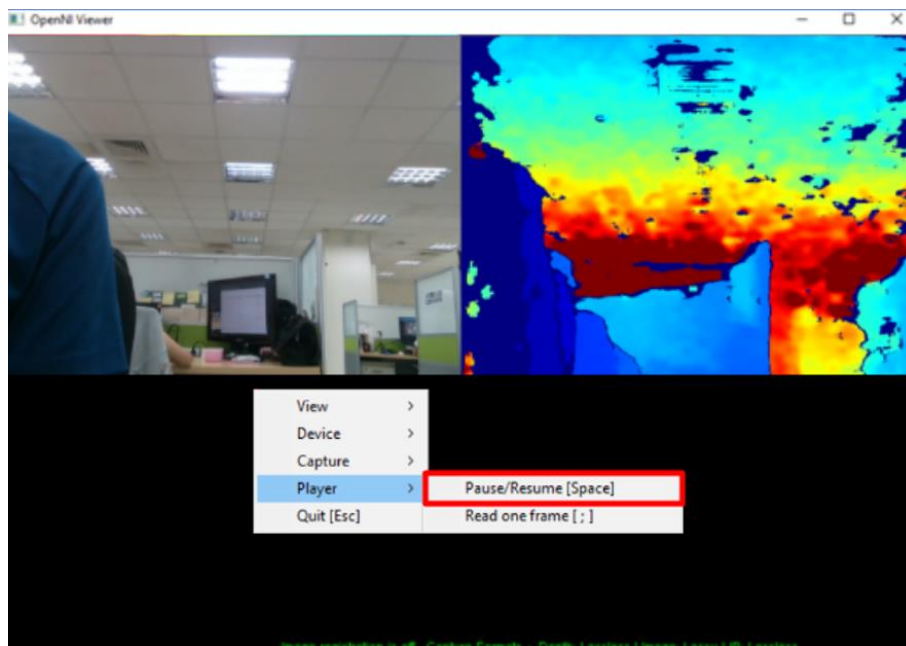 OpenNI Viewer
View
Device
Capture
Player
Pause/Resume [Space]
Quit [Esc]
Read one frame [ ; ]